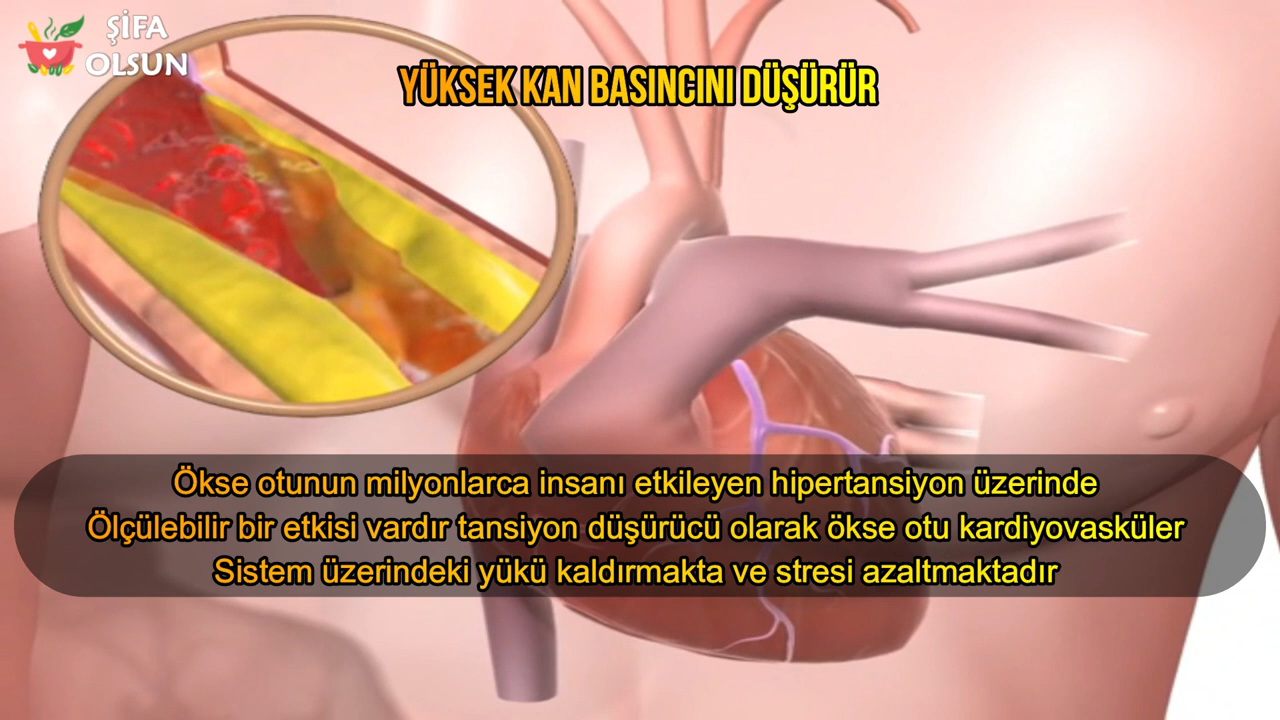 ŞİFA
OLSUN
YÜKSEK KAN BASINCINI DÜŞÜRÜR
Ökse otunun milyonlarca insanı etkileyen hipertansiyon üzerinde
Ölçülebilir bir etkisi vardır tansiyon düşürücü olarak ökse otu kardiyovasküler
Sistem üzerindeki yükü kaldırmakta ve stresi azaltmaktadır